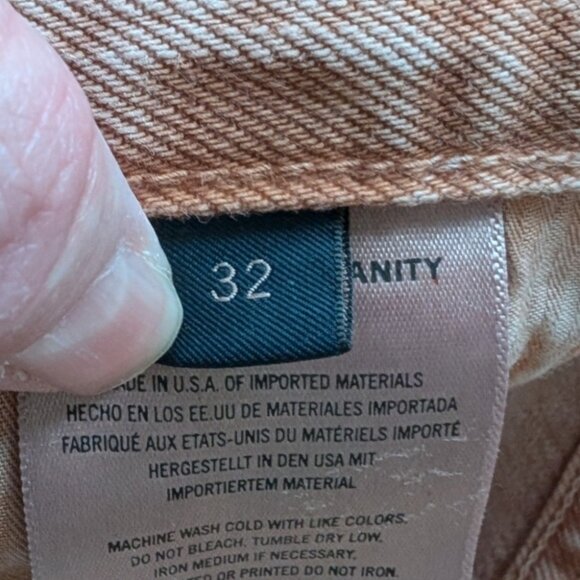 32
ANITY
DE IN U.S.A. OF IMPORTED MATERIALS
HECHO EN LOS EE.UU DE MATERIALES IMPORTADA
FABRIQUÉ AUX ETATS-UNIS DU MATÉRIELS IMPORTÉ
HERGESTELLT IN DEN USA MIT
IMPORTIERTEM MATERIAL
MACHINE WASH COLD WITH LIKE COLORS.
DO NOT BLEACH. TUMBLE DRY LOW.
IRON MEDIUM IF NECESSARY.
ED OR PRINTED DO NOT IRON.